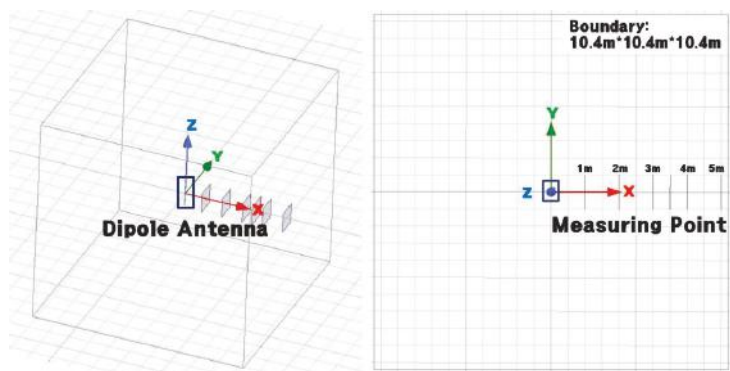 Z
Y
X
Dipole Antenna
Boundary:
10.4m*10.4m*10.4m
Y
1m 2m 3m 4m 5m
Z X
Measuring Point